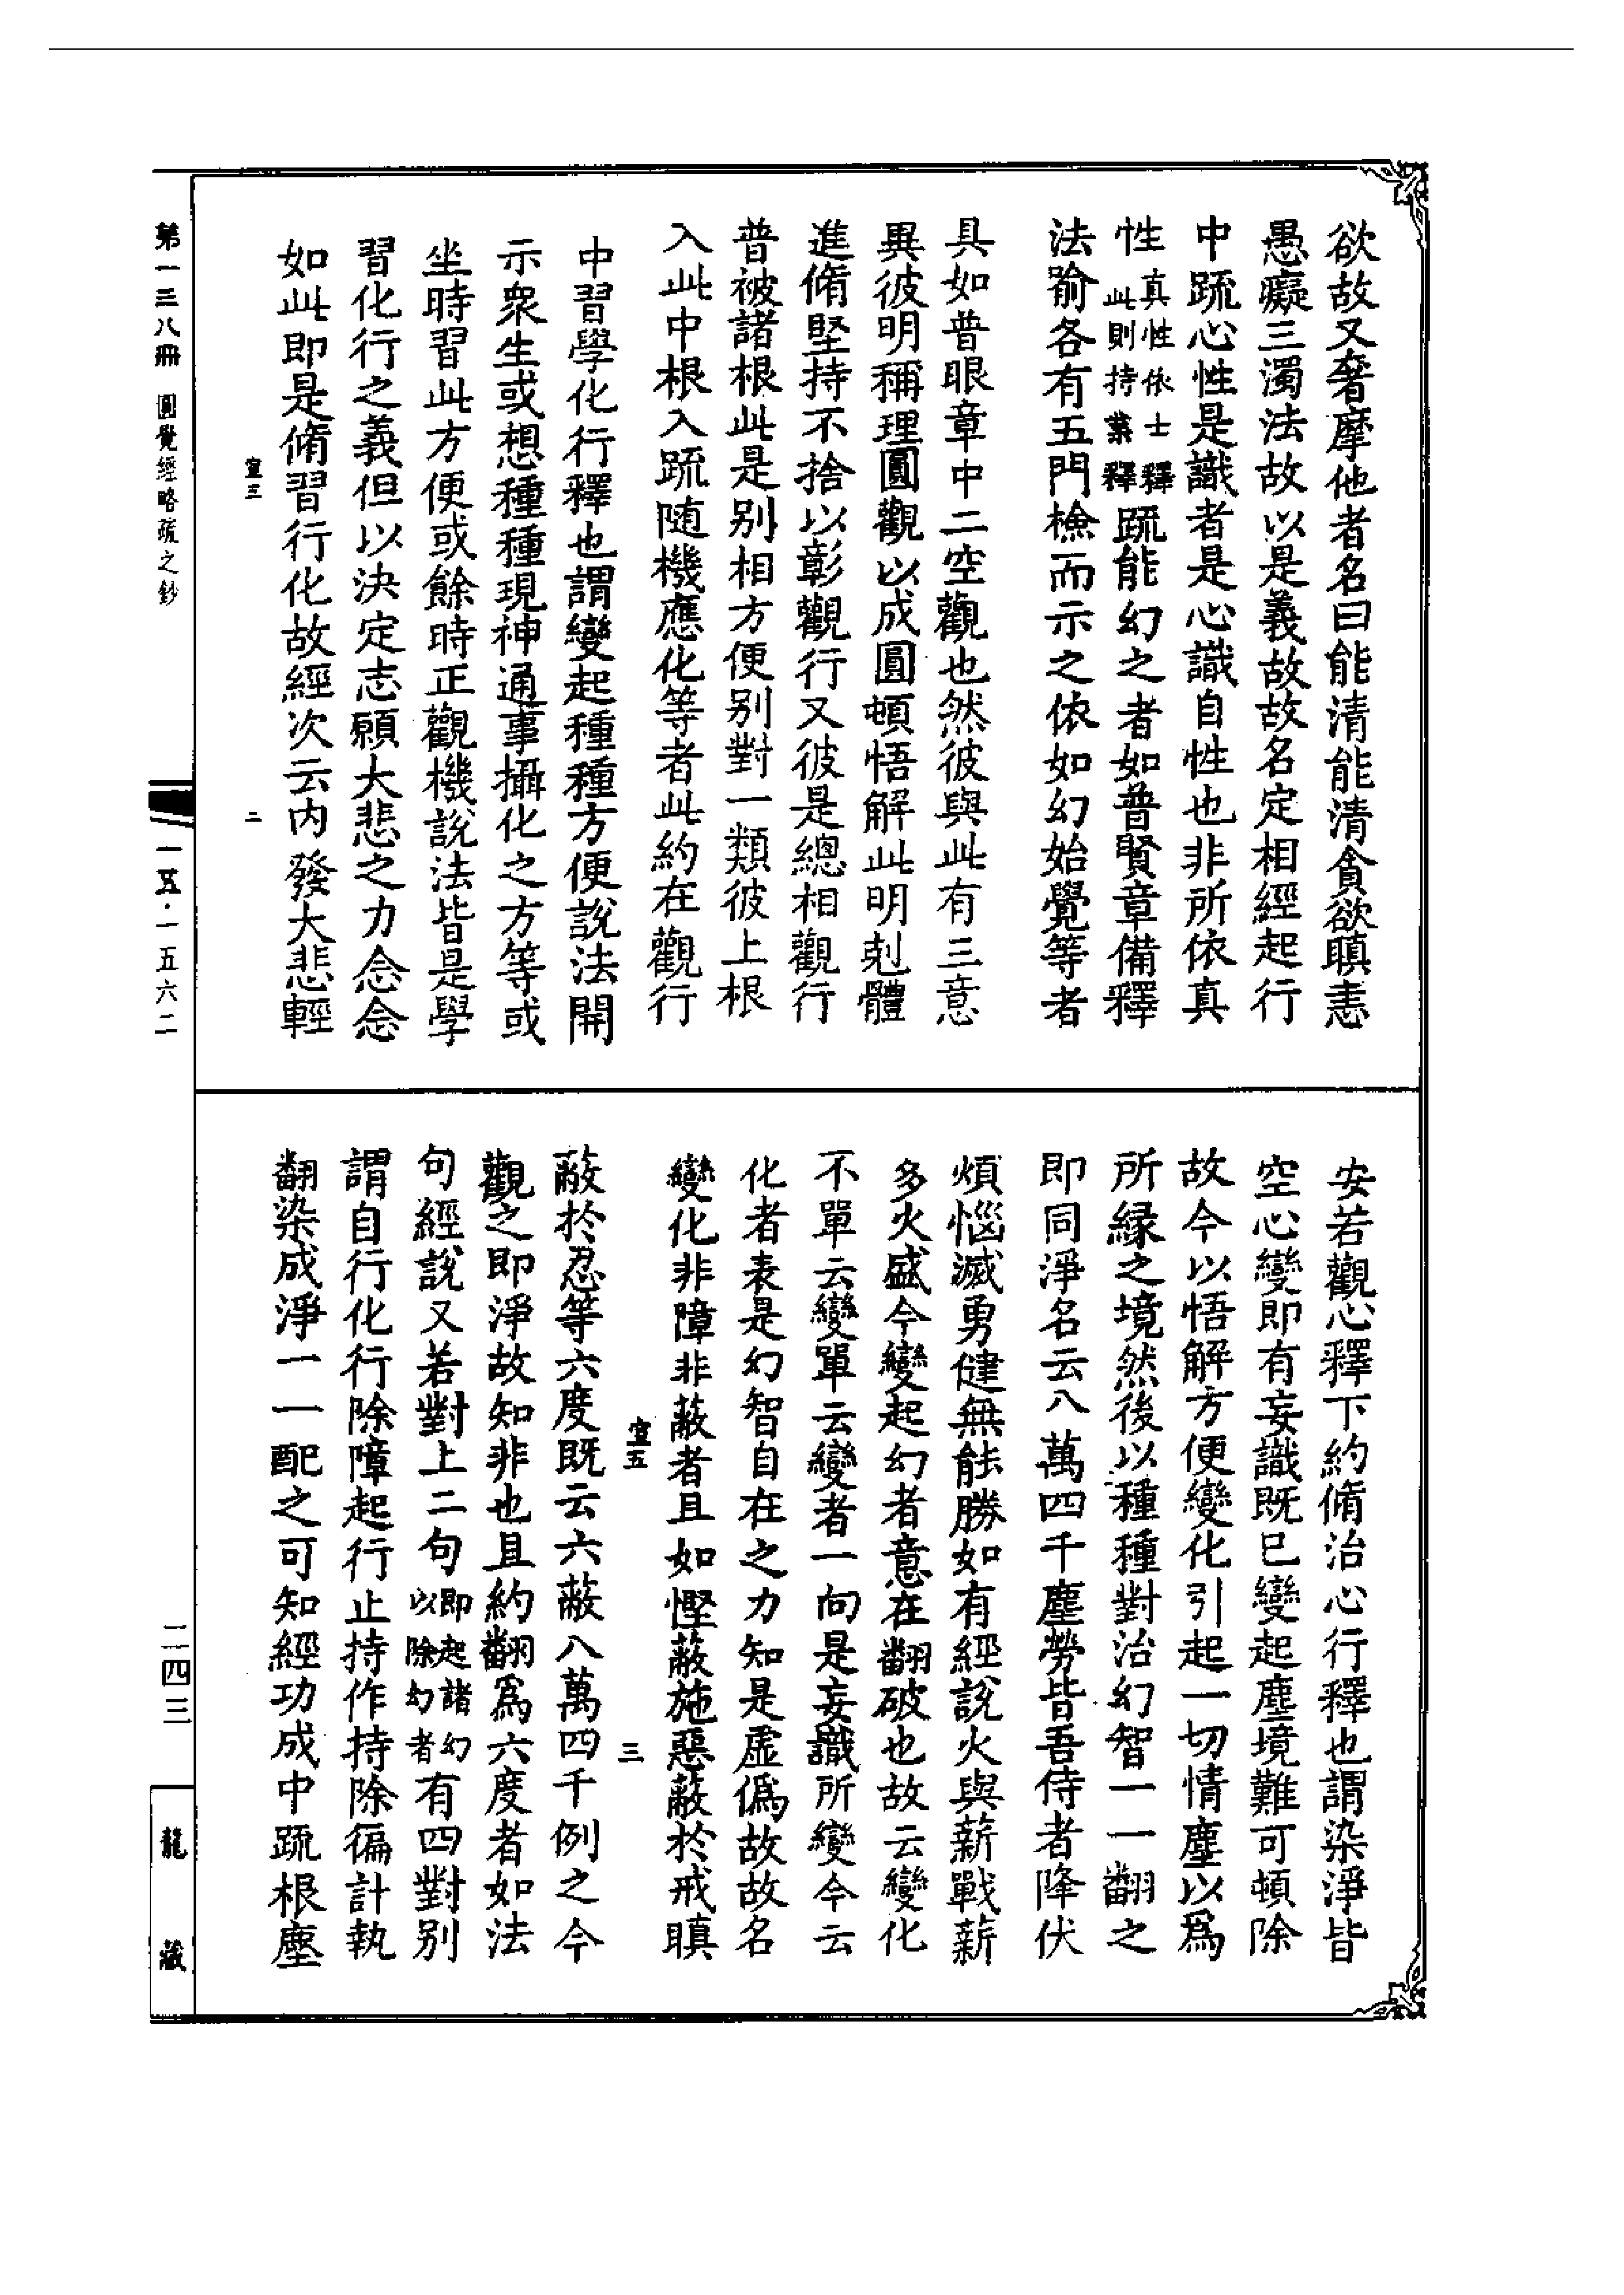 欲故又奢摩他者名曰能清能清貪欲瞋恚
愚癡三濁法故以是義故故名定相經起行
中䟽心性是識者是心識自性也非所依真
性真性依士釋此則持業釋䟽能幻之者如普賢章備釋
法喻各有五門撿而示之依如幻始覺等者
具如普眼章中二空觀也然彼與此有三意
異彼明稱理圓觀以成圓頓悟解此明剋體
進脩堅持不捨以彰觀行又彼是總相觀行
普被諸根此是別相方便別對一類彼上根
入此中根入䟽随機應化等者此約在觀行
中習學化行釋也謂變起種種方便說法開
示衆生或想種種現神通事攝化之方等或
坐時習此方便或餘時正觀機說法皆是學
習化行之義但以決定志願大悲之力念念
如此即是脩習行化故經次云内發大悲輕
宣三
二
安若觀心釋下約脩治心行釋也謂染淨皆
空心變即有妄識既已變起塵境難可頓除
故今以悟解方便變化引起一切情塵以爲
所緣之境然後以種種對治幻智一一翻之
即同淨名云八萬四千塵勞皆吾侍者降伏
煩惱滅勇健無能勝如有經說火與薪戰薪
多火盛今變起幻者意在翻破也故云變化
不單云變單云變者一向是妄識所變今云
化者表是幻智自在之力知是虚僞故故名
變化非障非蔽者且如慳蔽施惡蔽於戒瞋
宣五
三
蔽於忍等六度既云六蔽八萬四千例之今
觀之即淨故知非也且約翻爲六度者如法
句經說又若對上二句即起諸幻以除幻者有四對別
謂自行化行除障起行止持作持除徧計執
翻染成淨一一配之可知經功成中䟽根塵
第一三八冊　圓覺經略疏之鈔
一五·一五六二
二四三
龍藏